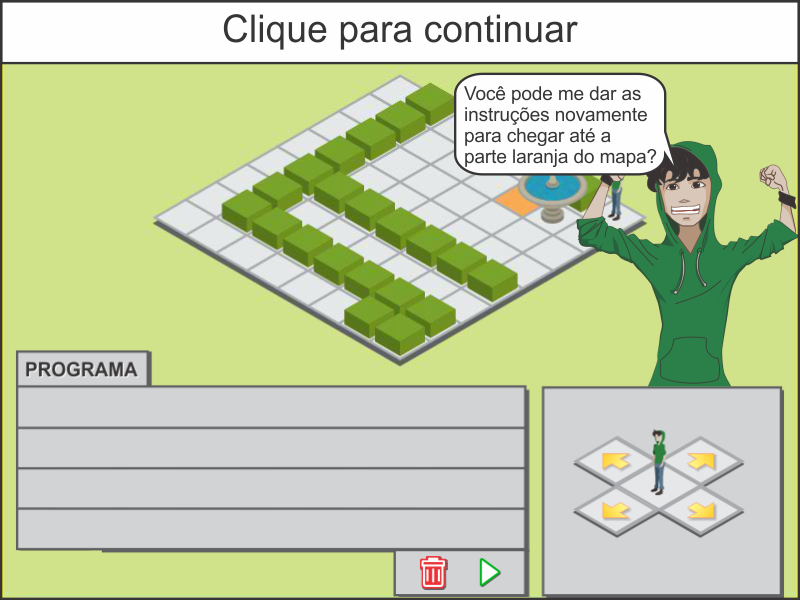 Clique para continuar
Você pode me dar as
instruções novamente
para chegar até a
parte laranja do mapa?
PROGRAMA